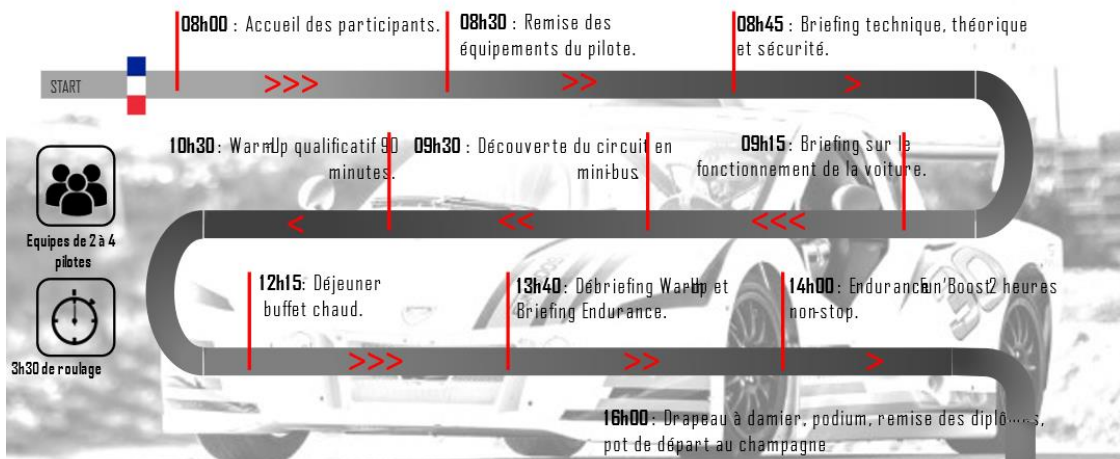 08h00 : Accueil des participants.
08h30 : Remise des
équipements du pilote.
08h45 : Briefing technique, théorique
et sécurité.
START
>>>
>>
>
10h30 : Warm-Up qualificatif 90
minutes.
09h30 : Découverte du circuit en
mini-bus.
09h15 : Briefing sur le
fonctionnement de la voiture.
<
<<
<<<
Equipes de 2 à 4
pilotes
12h15 : Déjeuner
buffet chaud.
13h40 : Débriefing WarmUp et
Briefing Endurance.
14h00 : Endurance Fun'Boost 2 heures
non-stop.
3h30 de roulage
>>>
>>
>
16h00 : Drapeau à damier, podium, remise des diplômes,
pot de départ au champagne